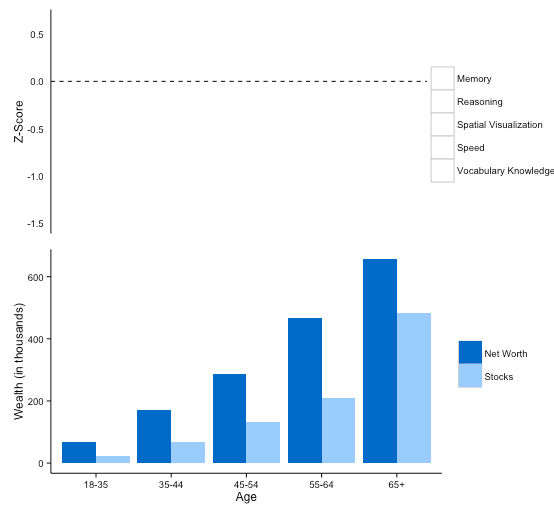 Z-Score
0.5
0.0
-0.5
-1.0
-1.5
Memory
Reasoning
Spatial Visualization
Speed
Vocabulary Knowledge
Wealth (in thousands)
600
400
200
0
Net Worth
Stocks
18-35 35-44 45-54 55-64 65+
Age